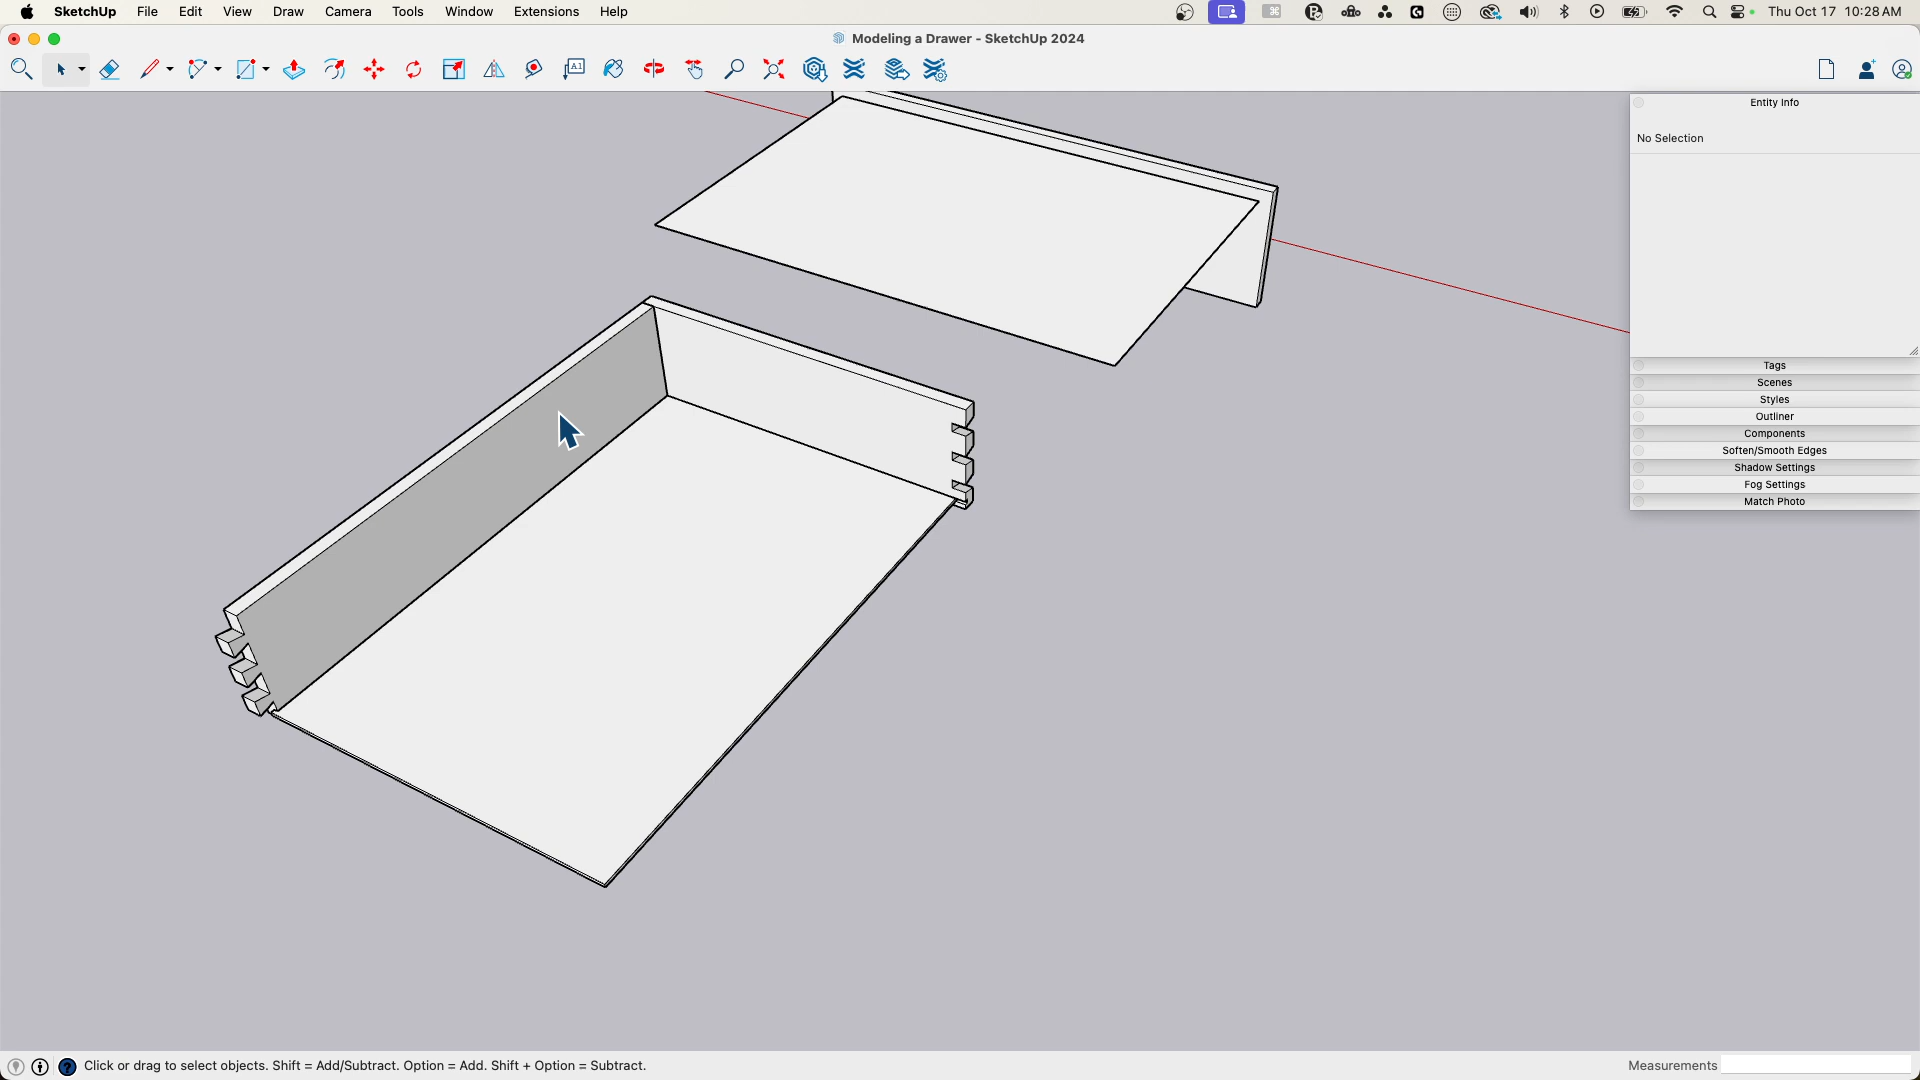 SketchUp File Edit View Draw Camera Tools Window Extensions Help Thu Oct 17 10:28 AM
Modeling a Drawer - SketchUp 2024
A1
Entity Info
No Selection
Tags
Scenes
Styles
Outliner
Components
Soften/Smooth Edges
Shadow Settings
Fog Settings
Match Photo
Click or drag to select objects. Shift = Add/Subtract. Option = Add. Shift + Option = Subtract. Measurements